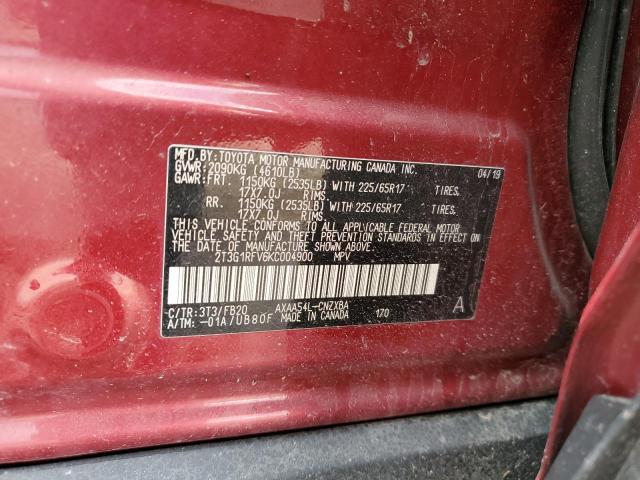 MFD.BY:TOYOTA MOTOR MANUFACTURING CANADA INC. 04/19
GVWR:2090KG (4610LB)
GAWR:FRT. 1150KG (2535LB) WITH 225/65R17 TIRES,
17X7.0J RIMS
RR. 1150KG (2535LB) WITH 225/65R17 TIRES,
17X7.0J RIMS
THIS VEHICLE CONFORMS TO ALL APPLICABLE FEDERAL MOTOR
VEHICLE SAFETY AND THEFT PREVENTION STANDARDS IN EFFECT
ON THE DATE OF MANUFACTURE SHOWN ABOVE.
2T3G1RFV6KC004900 MPV
C/TR:3T3/FB20 AXAA54L-CNZXBA 170 A
A/TM:-01A/UB80F MADE IN CANADA